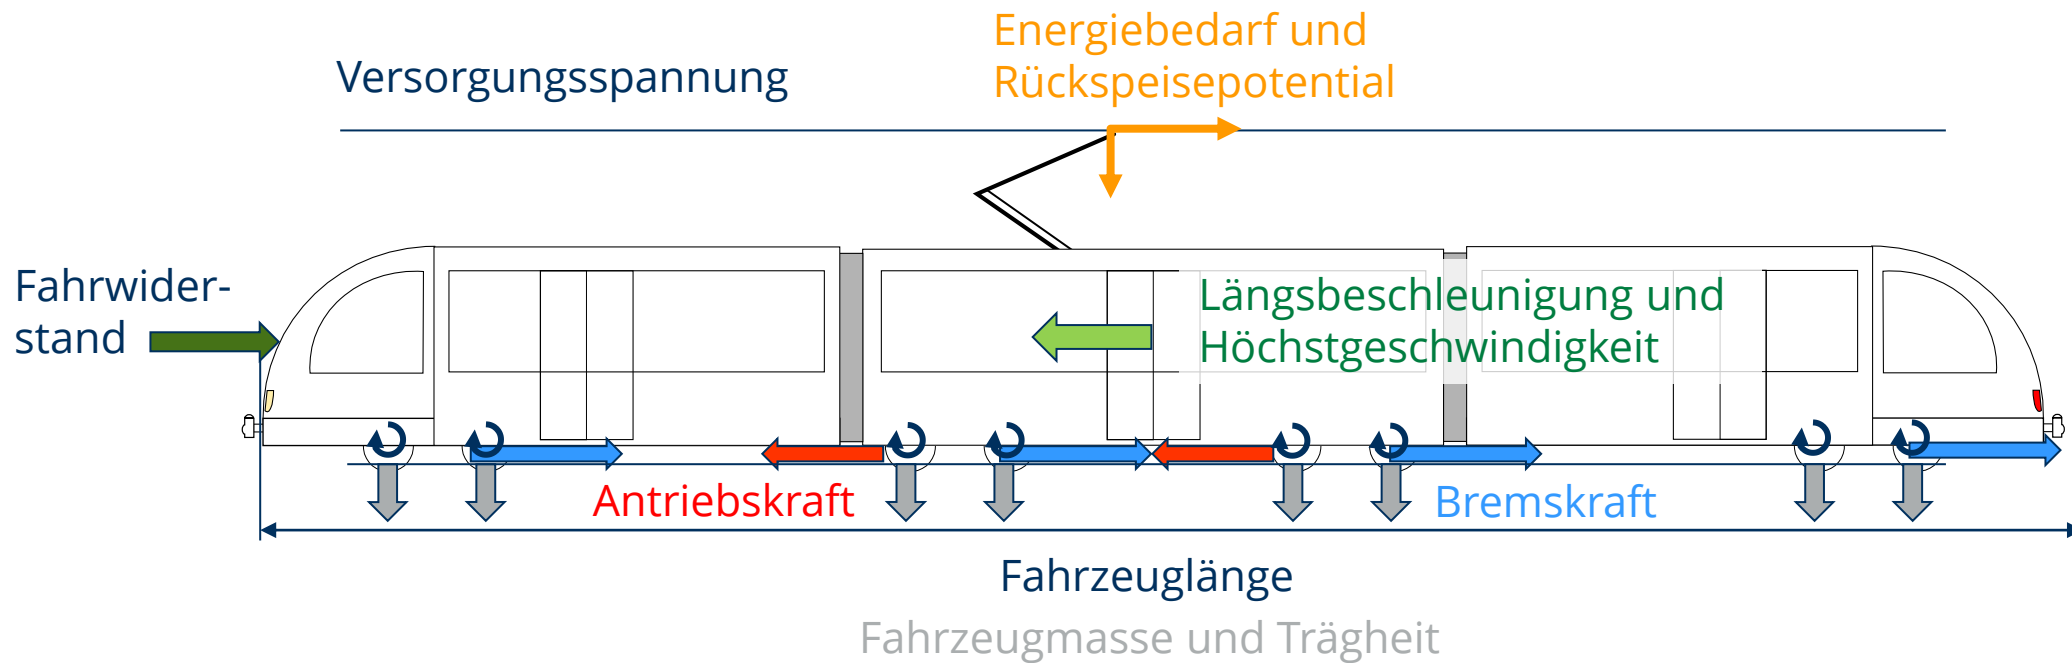 Energiebedarf und
Rückspeisepotential
Versorgungsspannung
Fahrwider-
stand
Längsbeschleunigung und
Höchstgeschwindigkeit
Antriebskraft
Bremskraft
Fahrzeuglänge
Fahrzeugmasse und Trägheit